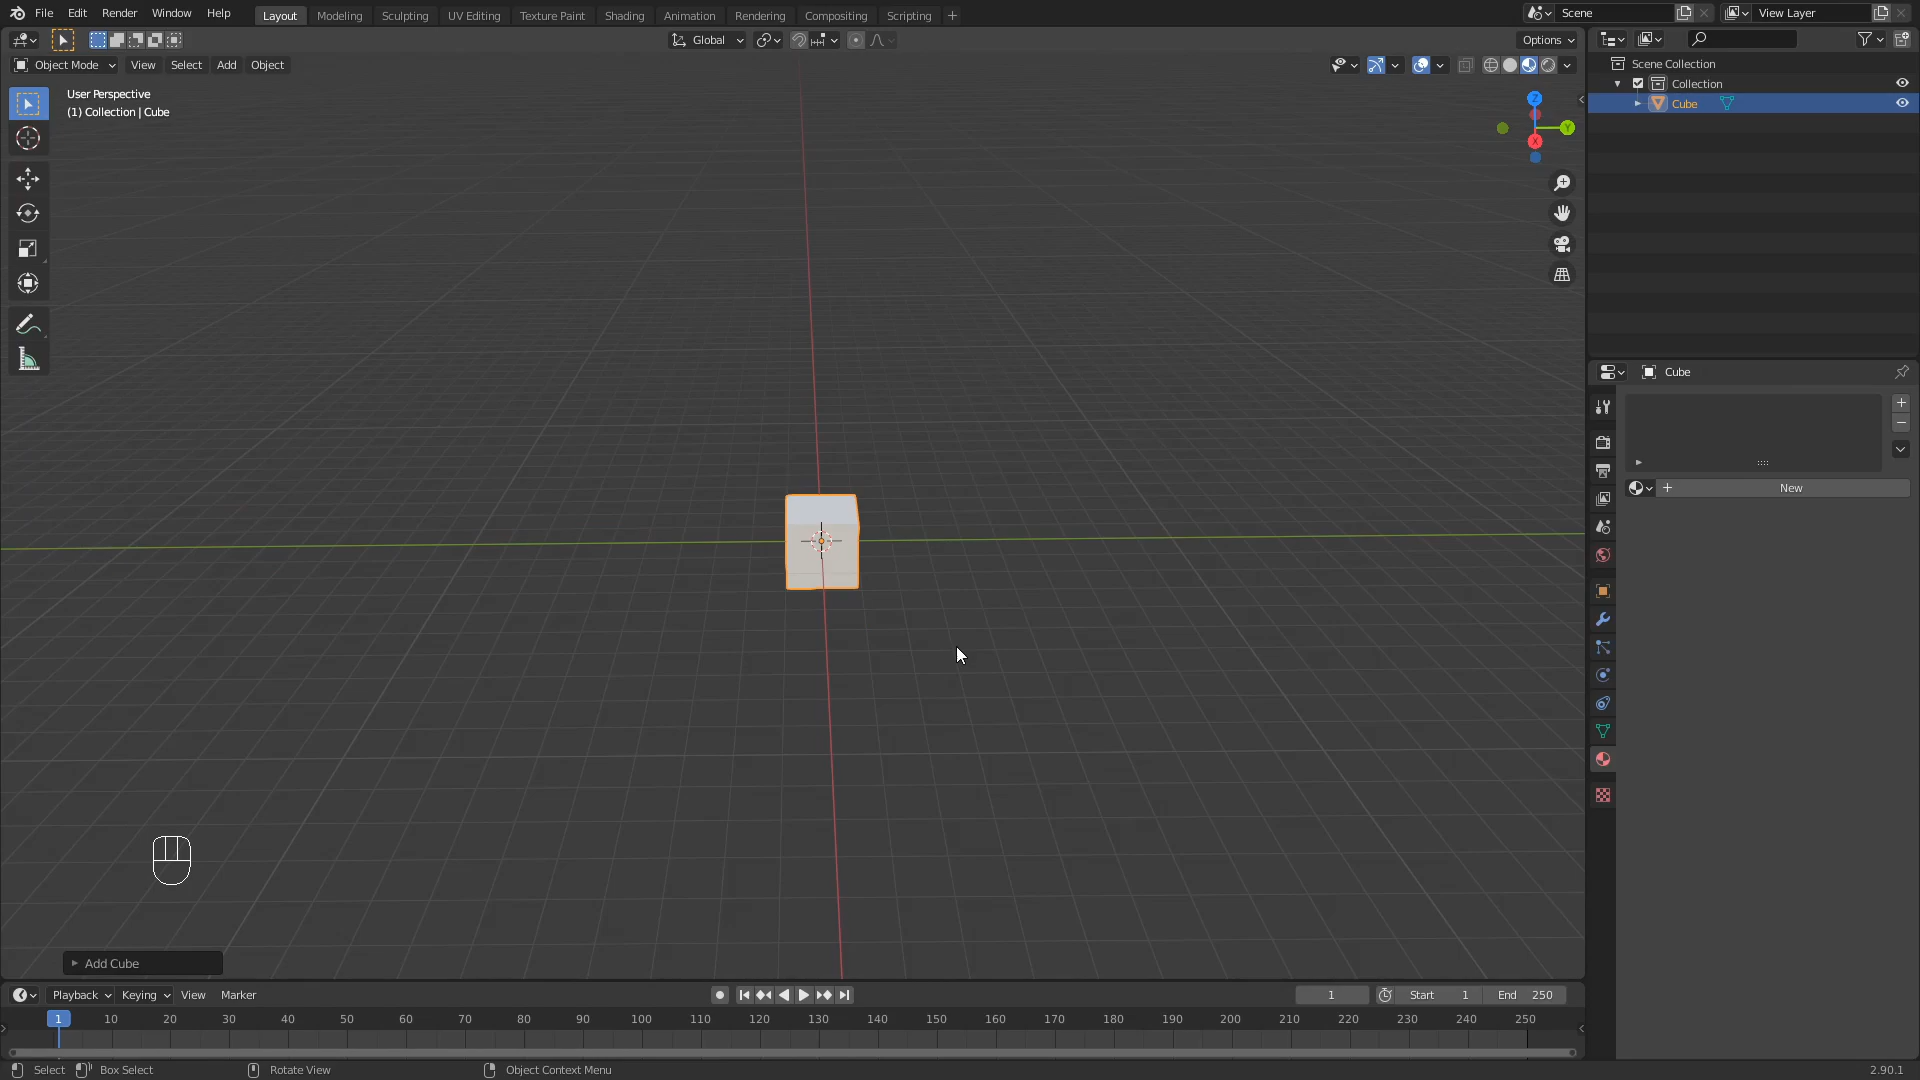 File Edit Render Window Help Layout Modeling Sculpting UV Editing Texture Paint Shading Animation Rendering Compositing Scripting + Scene View Layer
Global Options
Object Mode View Select Add Object
User Perspective
(1) Collection | Cube
Z
Y
X
Scene Collection
Collection
Cube
Cube
New
Add Cube
Playback Keying View Marker 1 Start 1 End 250
1 10 20 30 40 50 60 70 80 90 100 110 120 130 140 150 160 170 180 190 200 210 220 230 240 250
Select Box Select Rotate View Object Context Menu 2.90.1